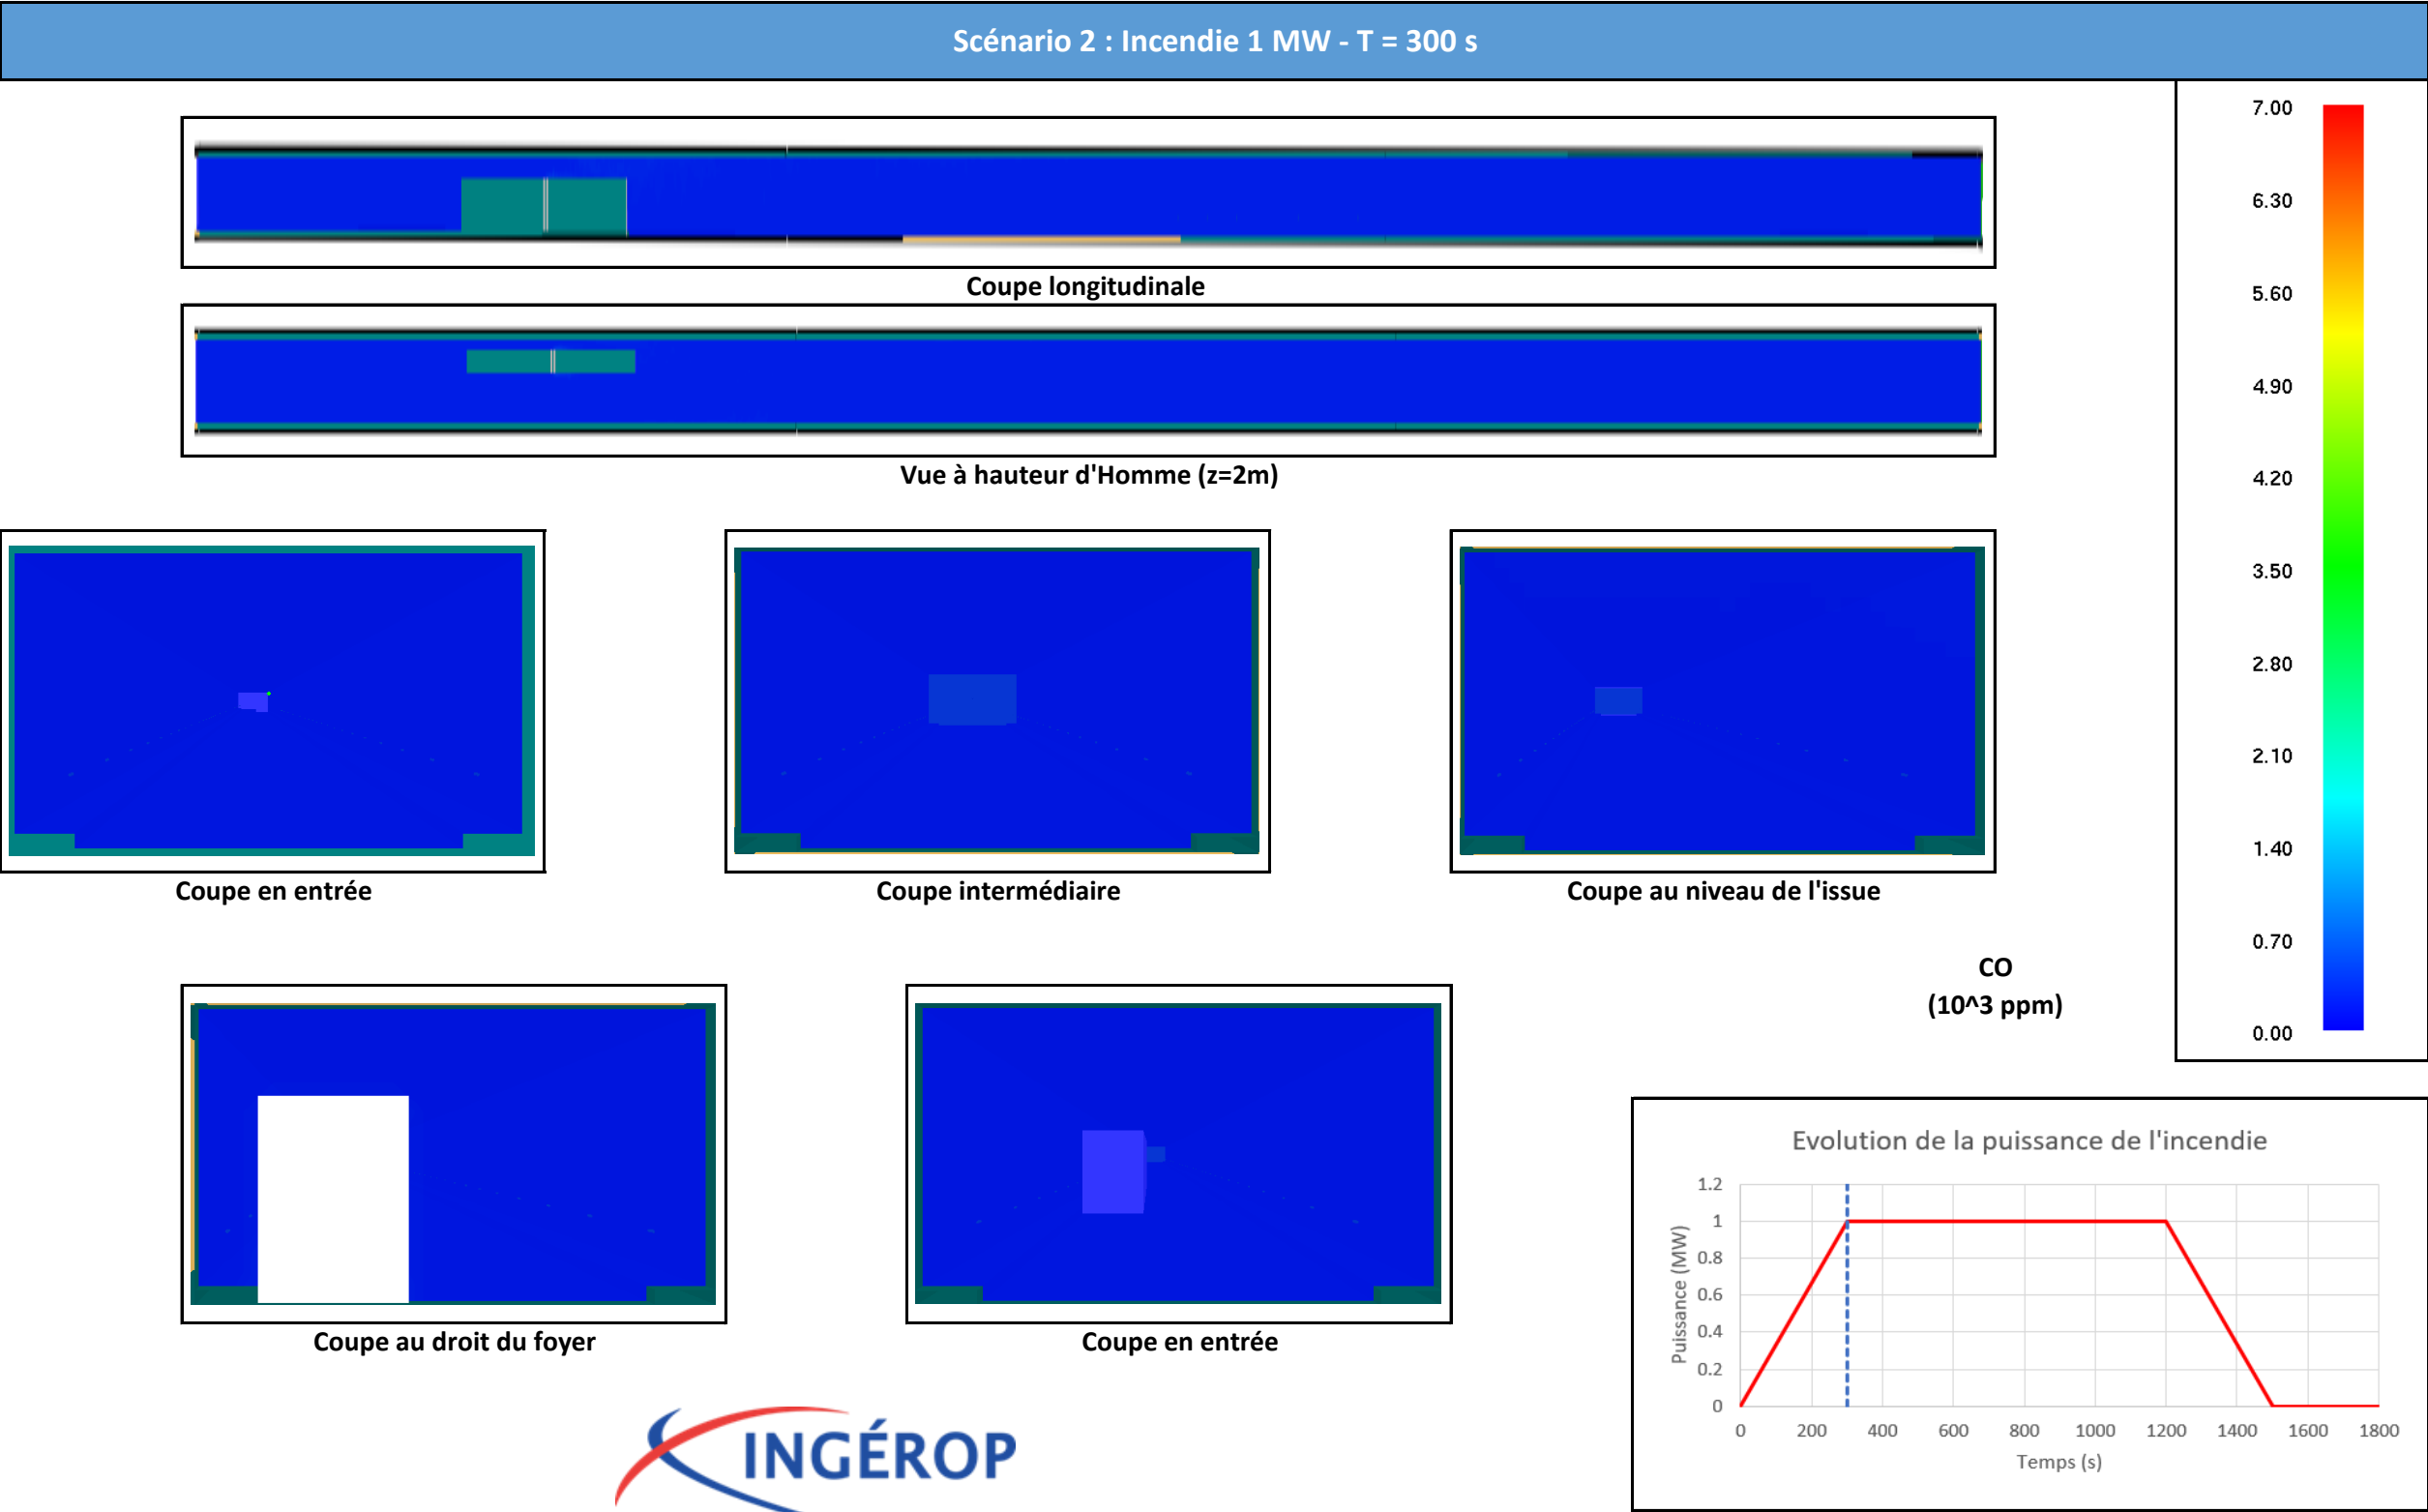 Scénario 2 : Incendie 1 MW - T = 300 s
Coupe longitudinale
Vue à hauteur d'Homme (z=2m)
Coupe en entrée
Coupe intermédiaire
Coupe au niveau de l'issue
Coupe au droit du foyer
Coupe en entrée
7.00
6.30
5.60
4.90
4.20
3.50
2.80
2.10
1.40
0.70
0.00
CO
(10^3 ppm)
Evolution de la puissance de l'incendie
Puissance (MW)
1.2
1
0.8
0.6
0.4
0.2
0
0 200 400 600 800 1000 1200 1400 1600 1800
Temps (s)
INGÉROP